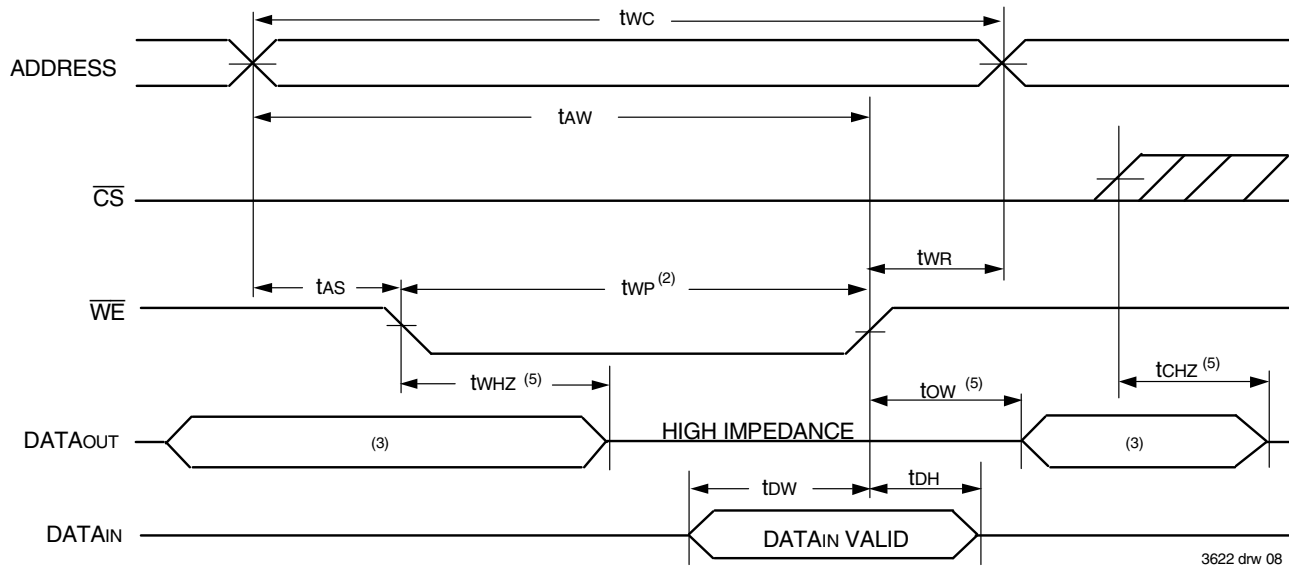 tWC
ADDRESS
tAW
CS
tWR
tAS
tWP (2)
WE
tWHZ (5)
tOW (5)
tCHZ (5)
DATAOUT
(3)
HIGH IMPEDANCE
(3)
tDW
tDH
DATAIN
DATAIN VALID
3622 drw 08